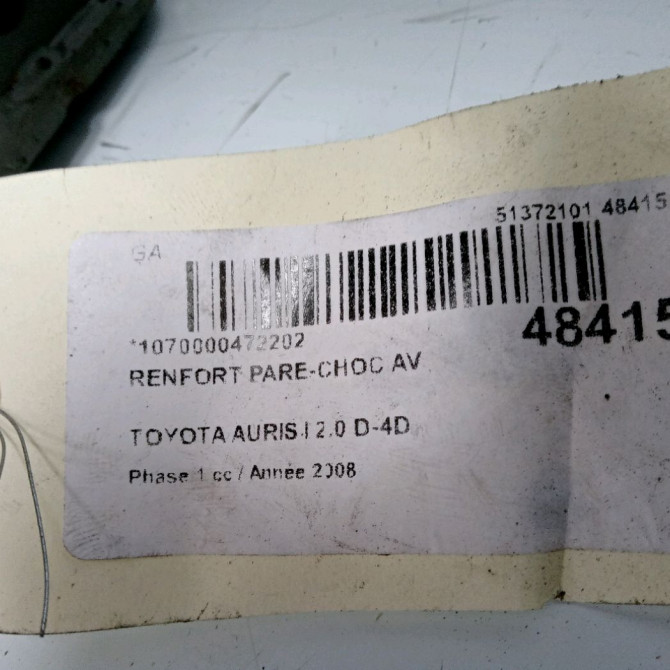 51372101 48415
GA
48415
*1070000472202
RENFORT PARE-CHOC AV
TOYOTA AURIS I 2.0 D-4D
Phase 1 cc / Année 2008